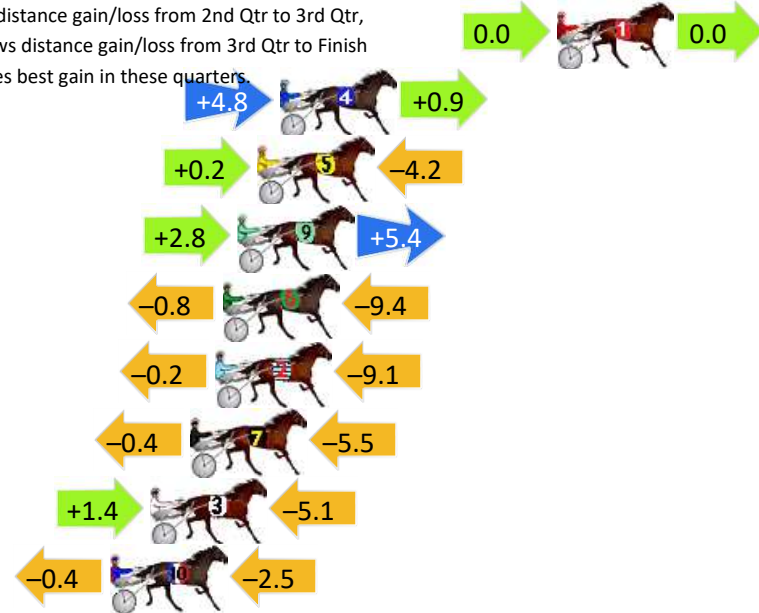 distance gain/loss from 2nd Qtr to 3rd Qtr,
0.0 1 0.0
ws distance gain/loss from 3rd Qtr to Finish
es best gain in these quarters.
+4.8 4 +0.9
+0.2 5 –4.2
+2.8 9 +5.4
–0.8 –9.4
–0.2 2 –9.1
–0.4 7 –5.5
+1.4 3 –5.1
–0.4 10 –2.5